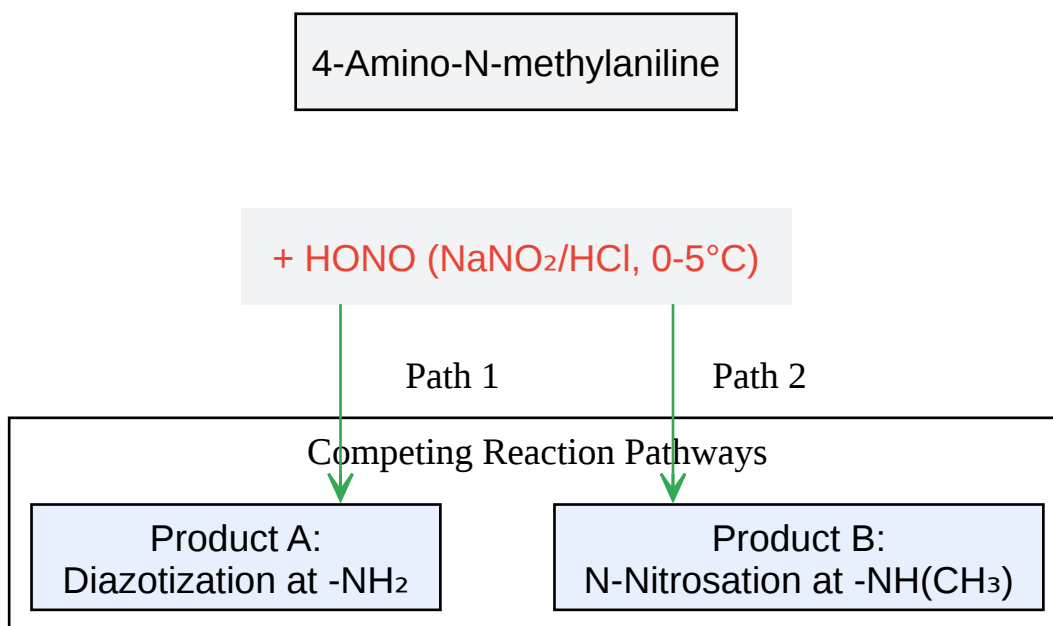 4-Amino-N-methylaniline
+ HONO (NaNO₂/HCl, 0-5°C)
Path 1
Path 2
Competing Reaction Pathways
Product A:
Diazotization at -NH₂
Product B:
N-Nitrosation at -NH(CH₃)